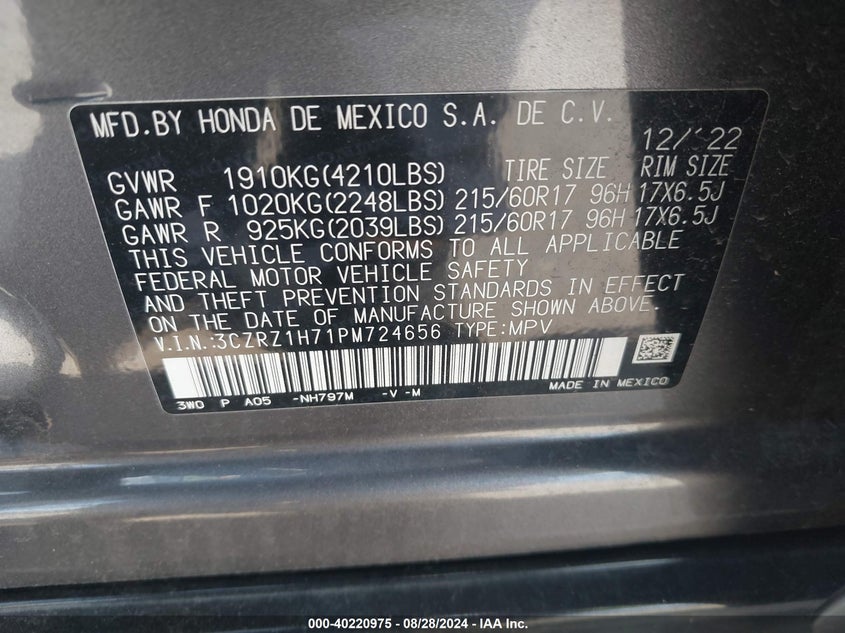 MFD.BY HONDA DE MEXICO S.A. DE C.V.
12/'22
GVWR 1910KG(4210LBS) TIRE SIZE RIM SIZE
GAWR F 1020KG(2248LBS) 215/60R17 96H 17X6.5J
GAWR R 925KG(2039LBS) 215/60R17 96H 17X6.5J
THIS VEHICLE CONFORMS TO ALL APPLICABLE
FEDERAL MOTOR VEHICLE SAFETY
AND THEFT PREVENTION STANDARDS IN EFFECT
ON THE DATE OF MANUFACTURE SHOWN ABOVE.
V.I.N.:3CZRZ1H71PM724656 TYPE:MPV
MADE IN MEXICO
3W0 P A05 -NH797M -V -M
000-40220975 / 08/28/2024 - IAA Inc.